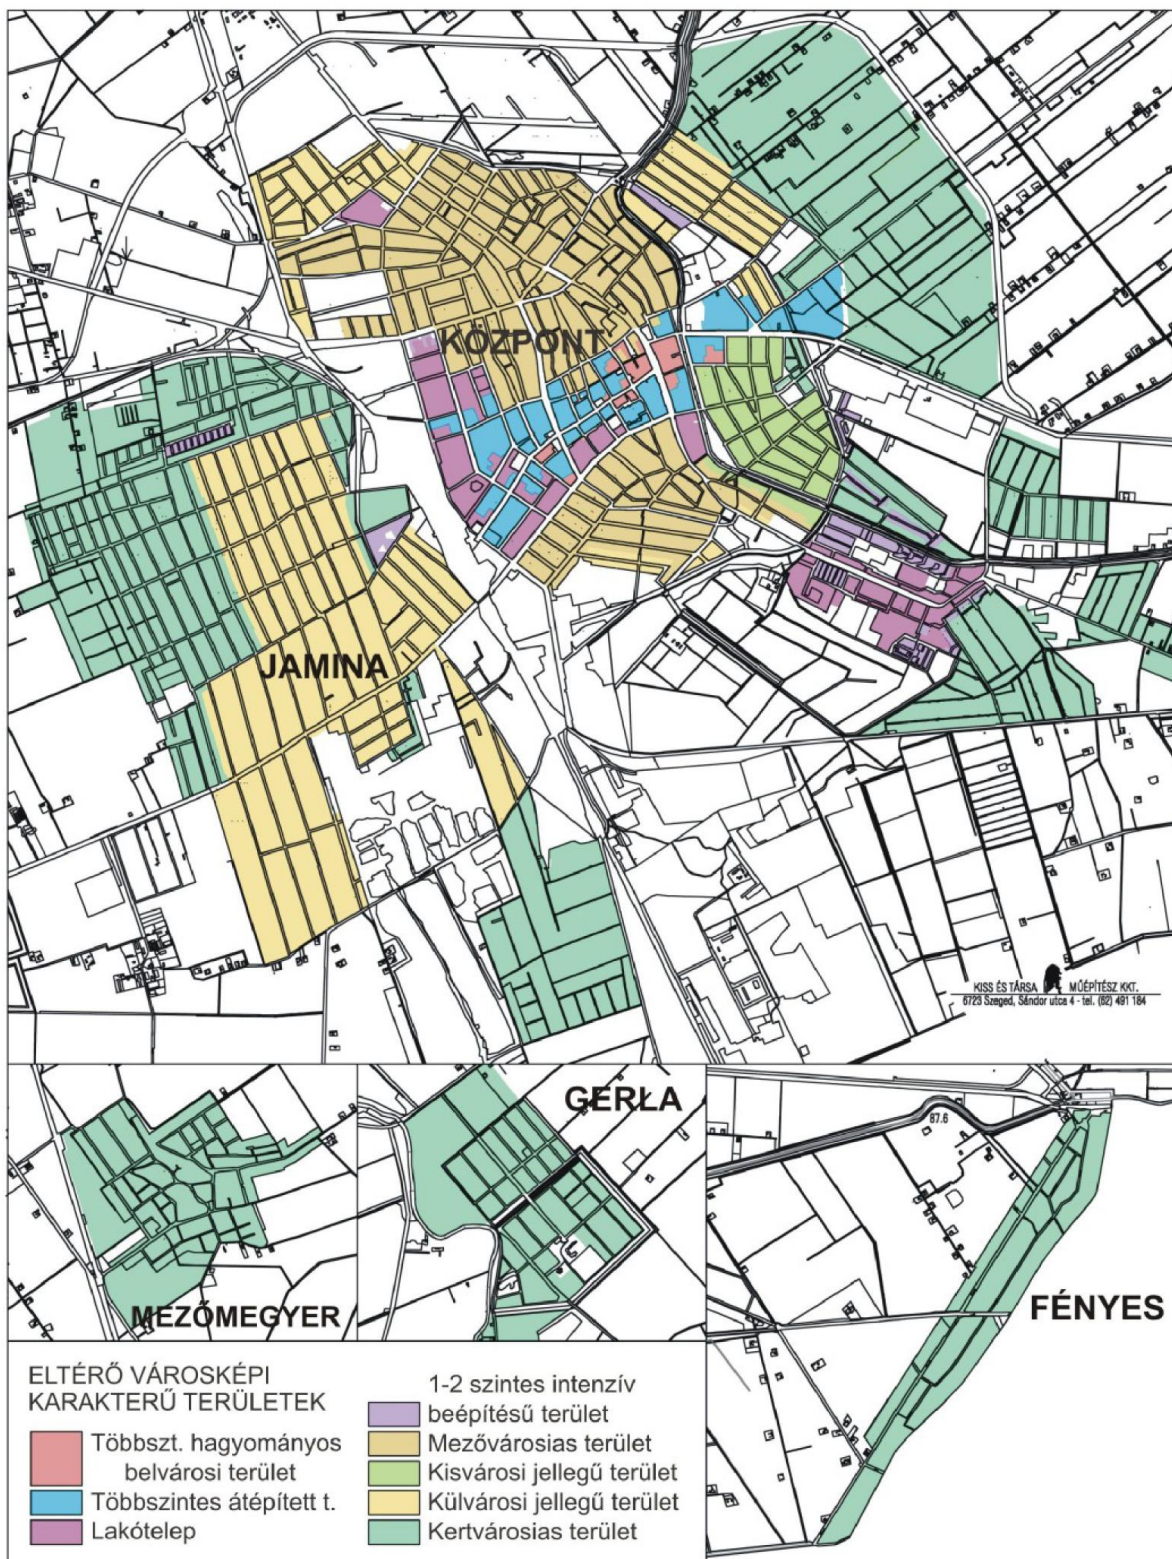 KÖZPONT
JAMINA
KISS ÉS TÁRSA MŰÉPÍTÉSZ KKT.
6723 Szeged, Sándor utca 4 - tel. (62) 491 184
GERLA
87.6
MEZŐMEGYER
FÉNYES
ELTÉRŐ VÁROSKÉPI
KARAKTERŰ TERÜLETEK
Többszt. hagyományos
belvárosi terület
Többszintes átépített t.
Lakótelep
1-2 szintes intenzív
beépítésű terület
Mezővárosias terület
Kisvárosi jellegű terület
Külvárosi jellegű terület
Kertvárosias terület